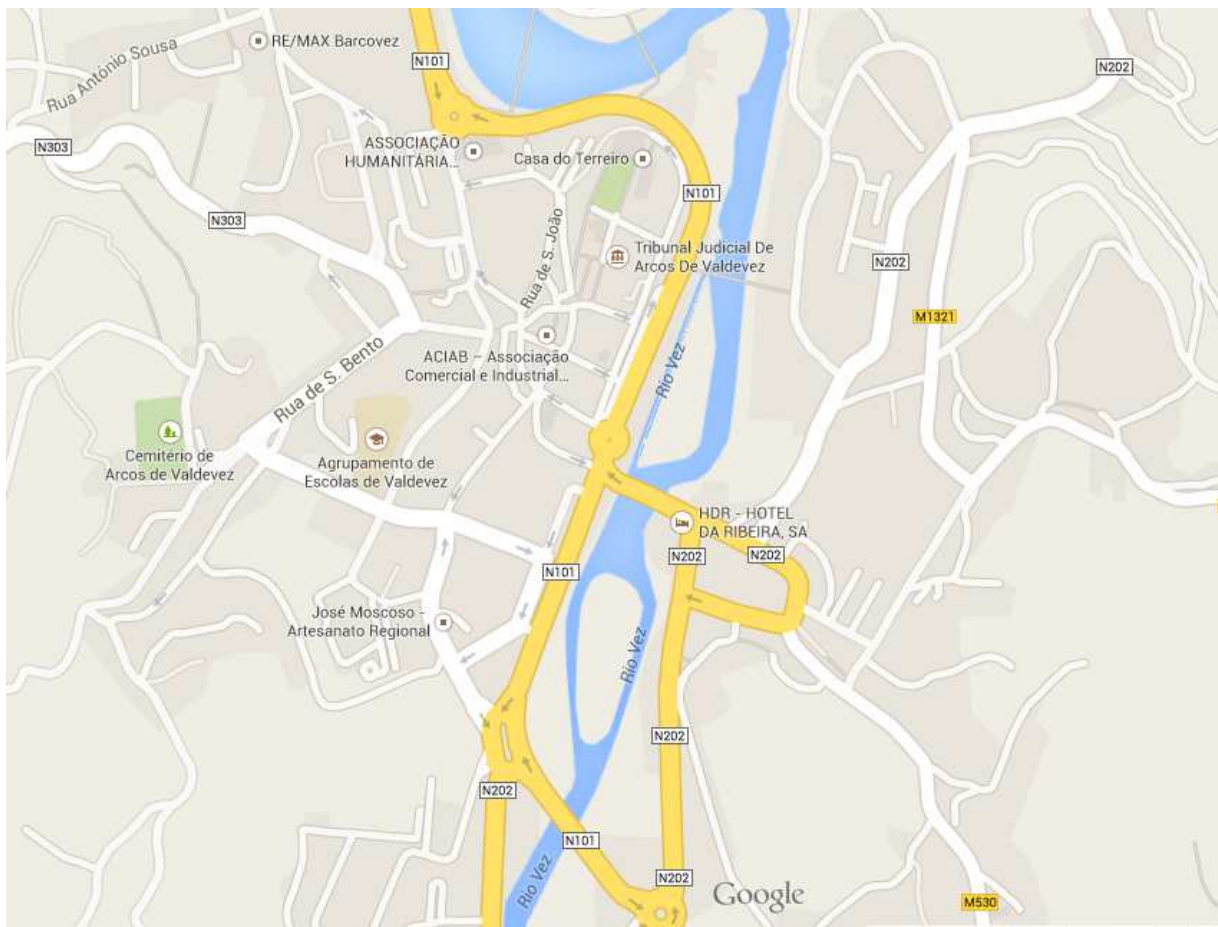 RE/MAX Barcovez
Rua António Sousa
N101
N202
N303
ASSOCIAÇÃO
HUMANITÁRIA...
Casa do Terreiro
N101
N303
Rua de S. João
Tribunal Judicial De
Arcos De Valdevez
N202
M1321
ACIAB – Associação
Comercial e Industrial...
Rua de S. Bento
Rio Vez
Cemitério de
Arcos de Valdevez
Agrupamento de
Escolas de Valdevez
HDR - HOTEL
DA RIBEIRA, SA
N202
N202
N101
José Moscoso -
Artesanato Regional
Rio Vez
N202
N202
N101
Rio Vez
N202
Google
M530